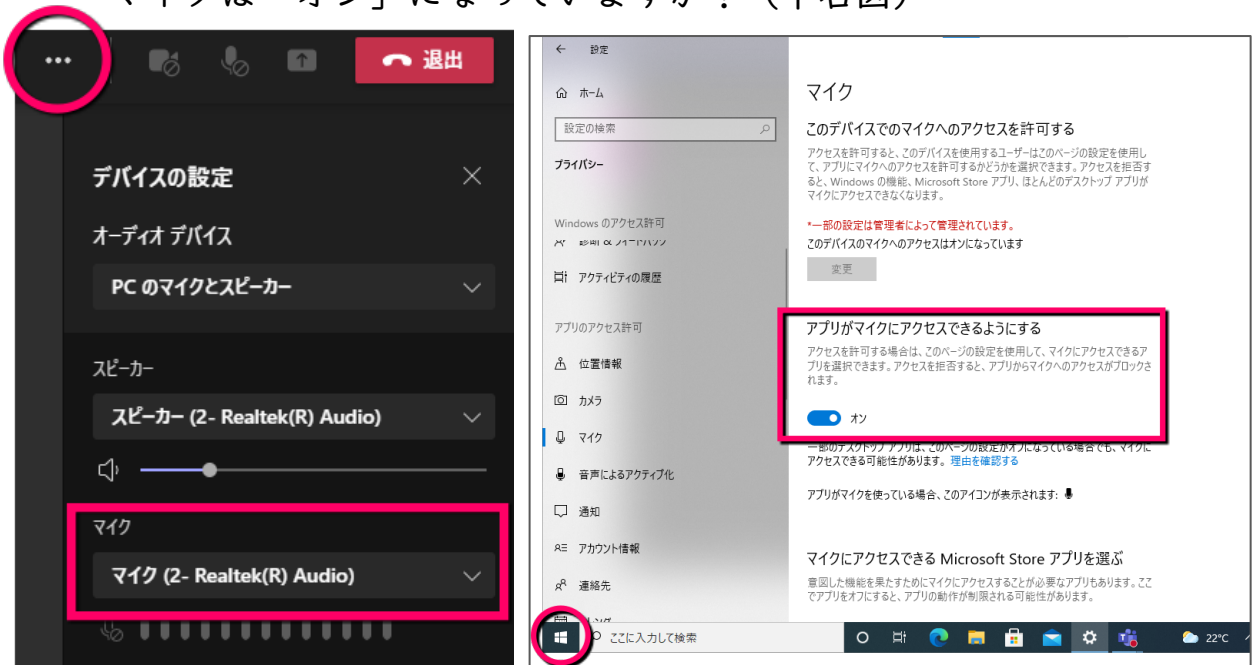 マイクは「オン」になっていますか？（下右図）
退出
デバイスの設定
オーディオ デバイス
PC のマイクとスピーカー
スピーカー
スピーカー (2- Realtek(R) Audio)
マイク
マイク (2- Realtek(R) Audio)
設定
ホーム
設定の検索
プライバシー
Windows のアクセス許可
診断 & フィードバック
アクティビティの履歴
アプリのアクセス許可
位置情報
カメラ
マイク
音声によるアクティブ化
通知
アカウント情報
連絡先
ここに入力して検索
マイク
このデバイスでのマイクへのアクセスを許可する
アクセスを許可すると、このデバイスを使用するユーザーはこのページの設定を使用し
て、アプリにマイクへのアクセスを許可するかどうかを選択できます。アクセスを拒否す
ると、Windows の機能、Microsoft Store アプリ、ほとんどのデスクトップ アプリが
マイクにアクセスできなくなります。
*一部の設定は管理者によって管理されています。
このデバイスのマイクへのアクセスはオンになっています
変更
アプリがマイクにアクセスできるようにする
アクセスを許可する場合は、このページの設定を使用して、マイクにアクセスできるア
プリを選択できます。アクセスを拒否すると、アプリからマイクへのアクセスがブロックさ
れます。
オン
一部のデスクトップ アプリは、このページの設定がオフになっている場合でも、マイクに
アクセスできる可能性があります。理由を確認する
アプリがマイクを使っている場合、このアイコンが表示されます:
マイクにアクセスできる Microsoft Store アプリを選ぶ
意図した機能を果たすためにマイクにアクセスすることが必要なアプリもあります。ここ
でアプリをオフにすると、アプリの動作が制限される可能性があります。
22°C